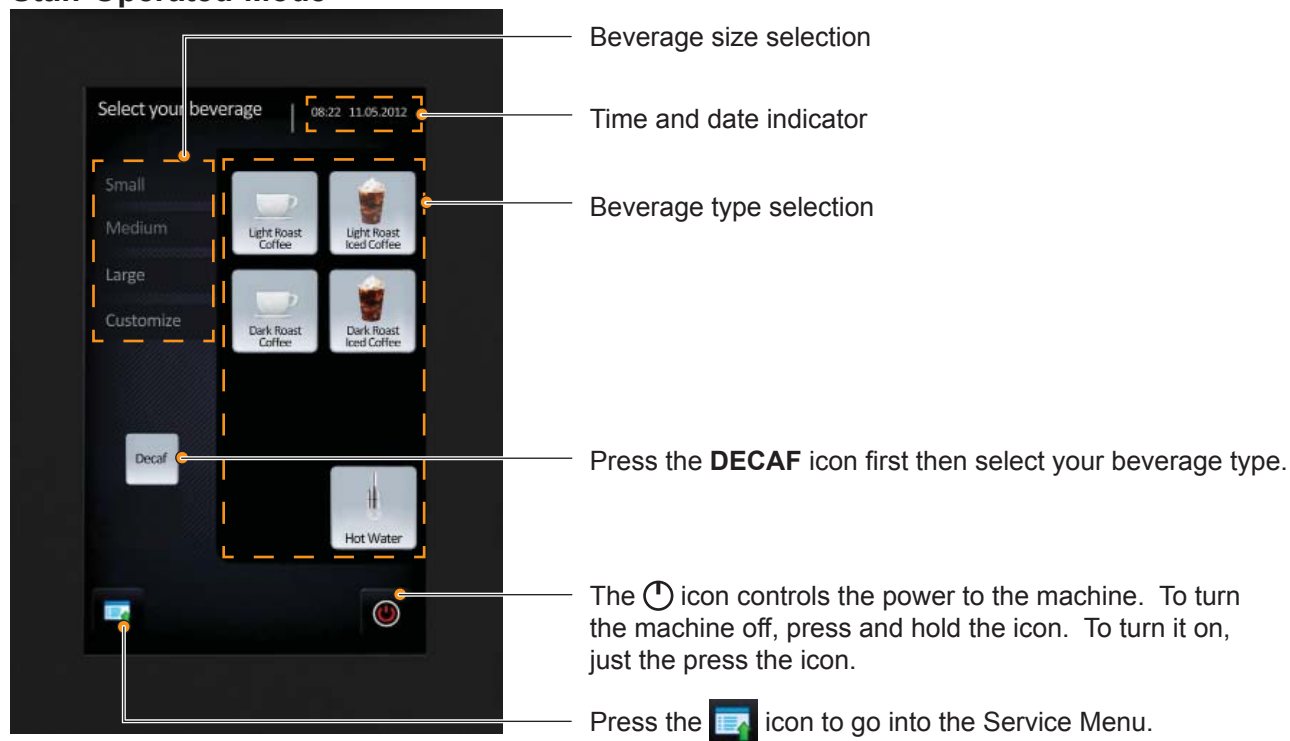 Staff-Operated Mode
Beverage size selection
Select your beverage
08:22 11.05.2012
Time and date indicator
Small
Medium
Large
Customize
Light Roast
Coffee
Light Roast
Iced Coffee
Beverage type selection
Dark Roast
Coffee
Dark Roast
Iced Coffee
Decaf
Press the DECAF icon first then select your beverage type.
Hot Water
The icon controls the power to the machine. To turn
the machine off, press and hold the icon. To turn it on,
just the press the icon.
Press the icon to go into the Service Menu.